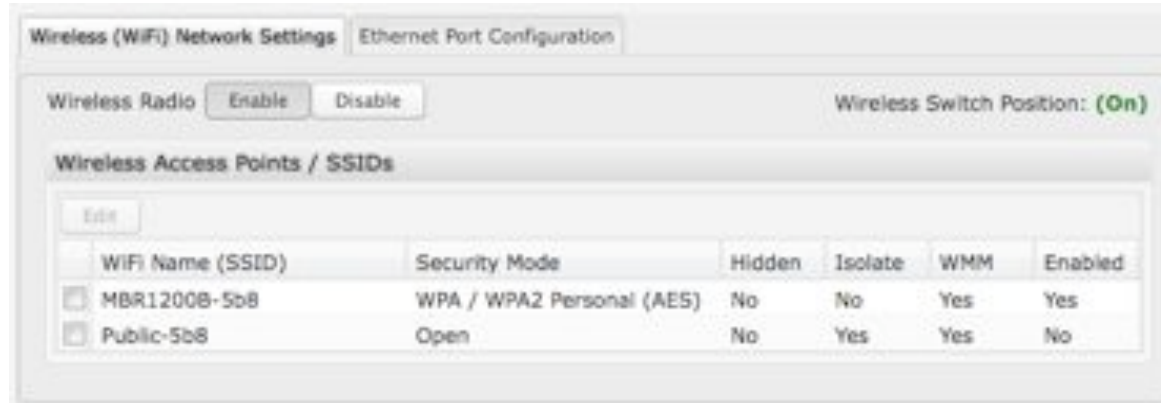 Wireless (WiFi) Network Settings Ethernet Port Configuration
Wireless Radio Enable Disable Wireless Switch Position: (On)
Wireless Access Points / SSIDs
Edit
WiFi Name (SSID) Security Mode Hidden Isolate WMM Enabled
MBR1200B-5b8 WPA / WPA2 Personal (AES) No No Yes Yes
Public-5b8 Open No Yes Yes No